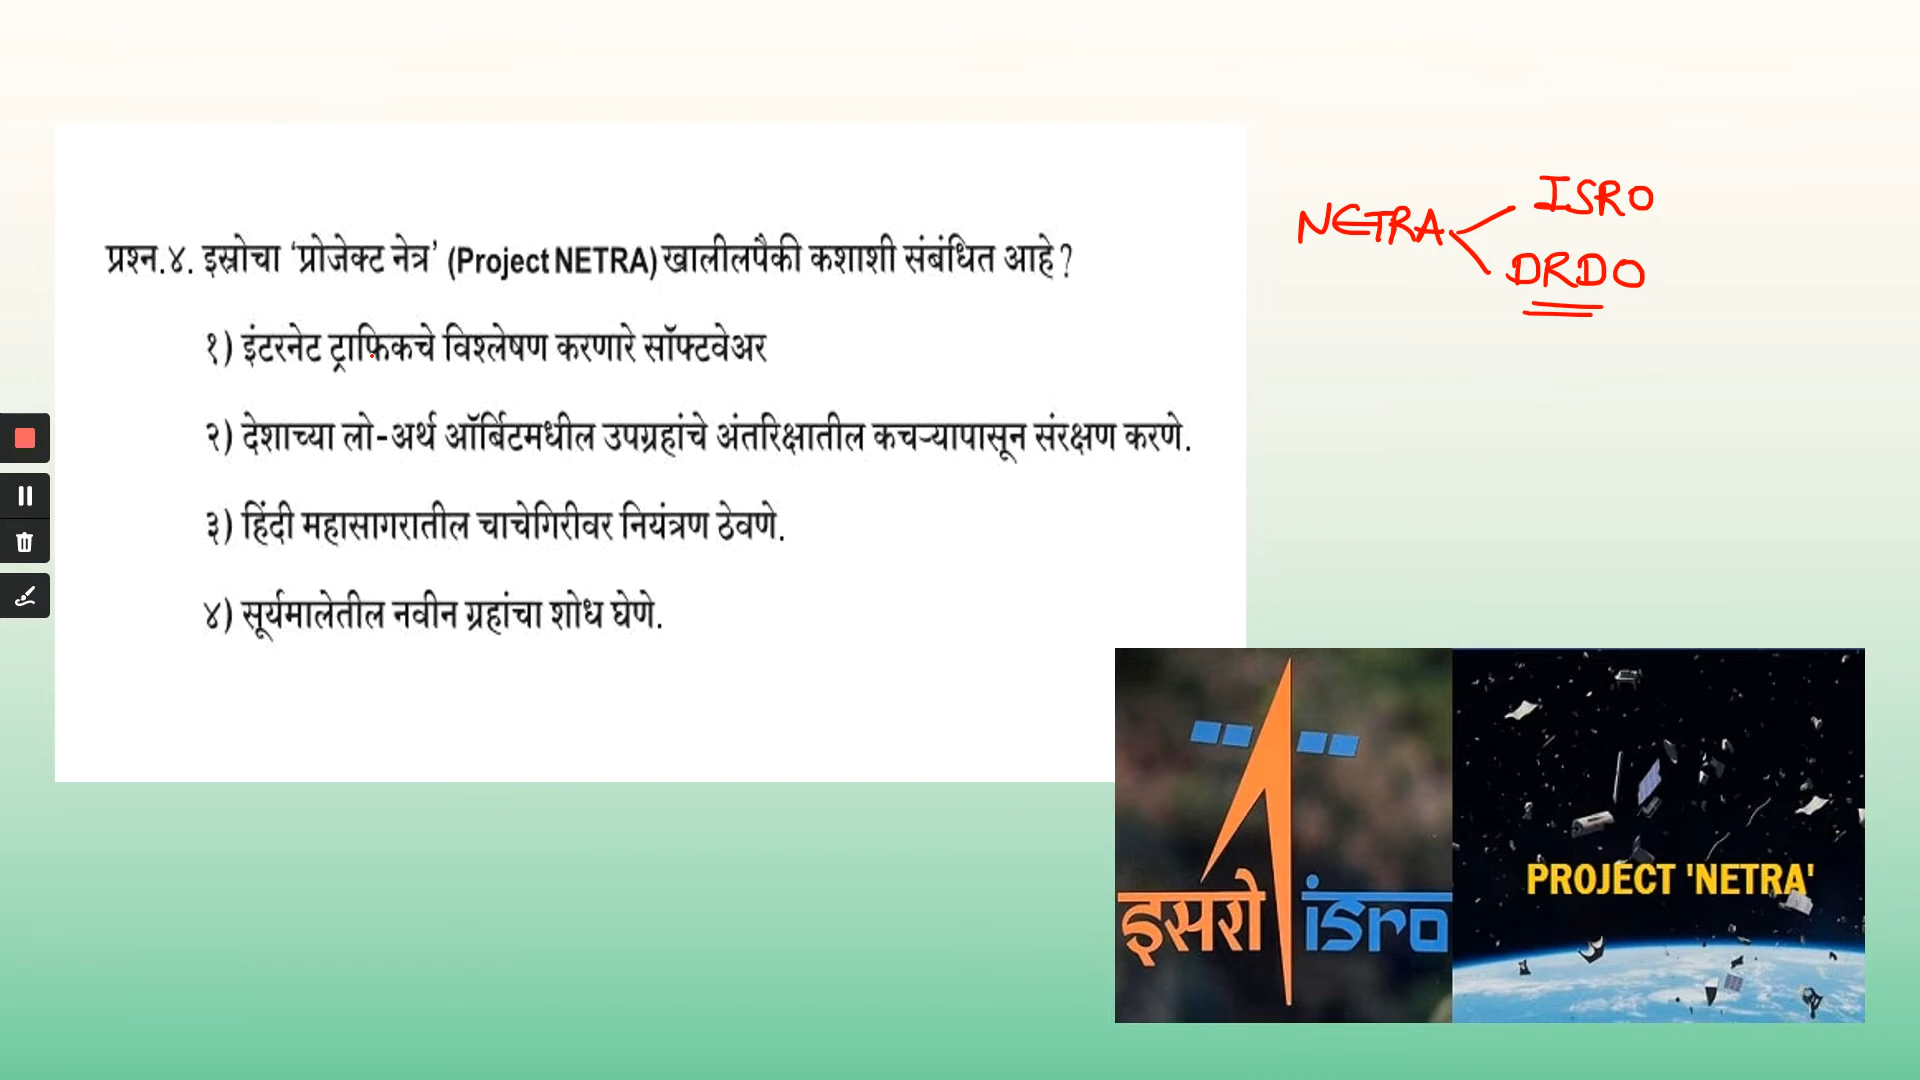 प्रश्न.४. इस्रोचा ‘प्रोजेक्ट नेत्र’ (Project NETRA) खालीलपैकी कशाशी संबंधित आहे?
१) इंटरनेट ट्राफिकचे विश्लेषण करणारे सॉफ्टवेअर
२) देशाच्या लो-अर्थ ऑर्बिटमधील उपग्रहांचे अंतरिक्षातील कचऱ्यापासून संरक्षण करणे.
३) हिंदी महासागरातील चाचेगिरीवर नियंत्रण ठेवणे.
४) सूर्यमालेतील नवीन ग्रहांचा शोध घेणे.
NETRA
ISRO
DRDO
इसरो isro
PROJECT 'NETRA'